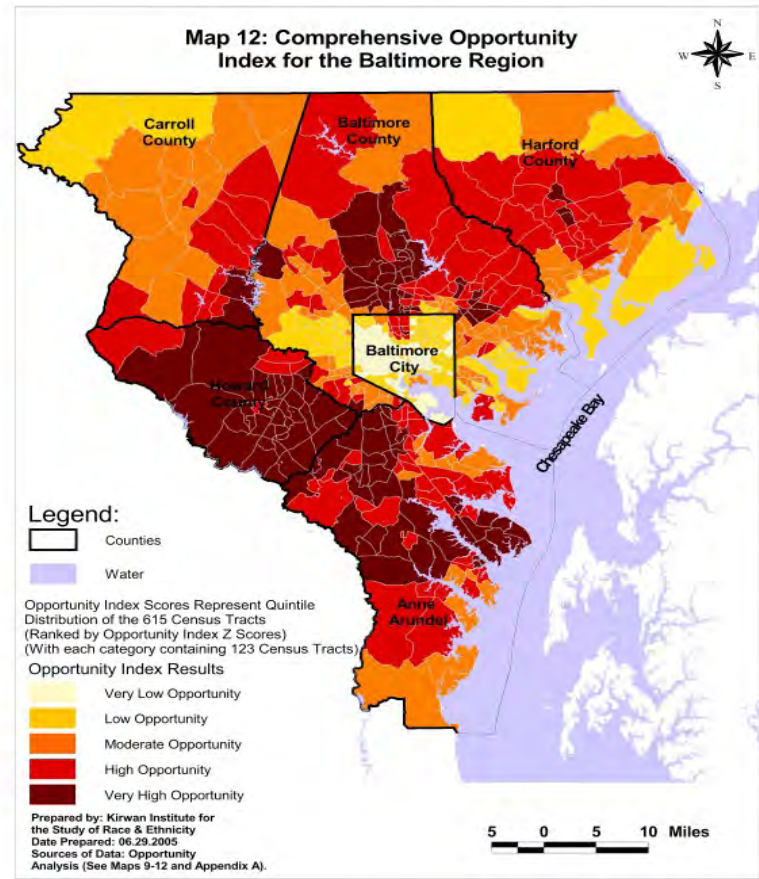 Map 12: Comprehensive Opportunity
Index for the Baltimore Region
N
W
E
S
Carroll
County
Baltimore
County
Harford
County
Baltimore
City
Howard
County
Chesapeake Bay
Anne
Arundel
Legend:
Counties
Water
Opportunity Index Scores Represent Quintile
Distribution of the 615 Census Tracts
(Ranked by Opportunity Index Z Scores)
(With each category containing 123 Census Tracts)
Opportunity Index Results
Very Low Opportunity
Low Opportunity
Moderate Opportunity
High Opportunity
Very High Opportunity
Prepared by: Kirwan Institute for
the Study of Race & Ethnicity
Date Prepared: 06.29.2005
Sources of Data: Opportunity
Analysis (See Maps 9-12 and Appendix A).
5 0 5 10 Miles